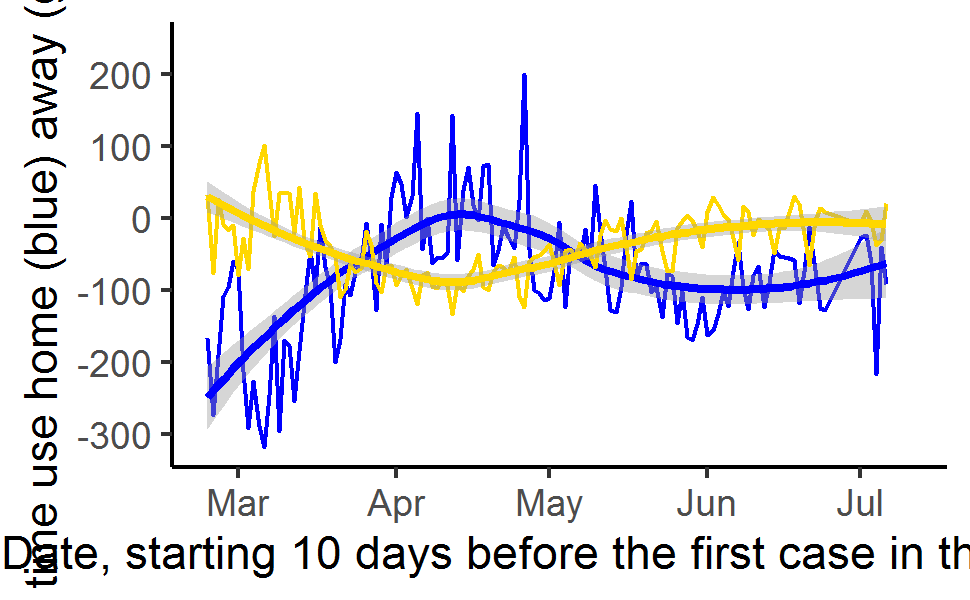 time use home (blue) away (
200
100
0
-100
-200
-300
Mar Apr May Jun Jul
Date, starting 10 days before the first case in th